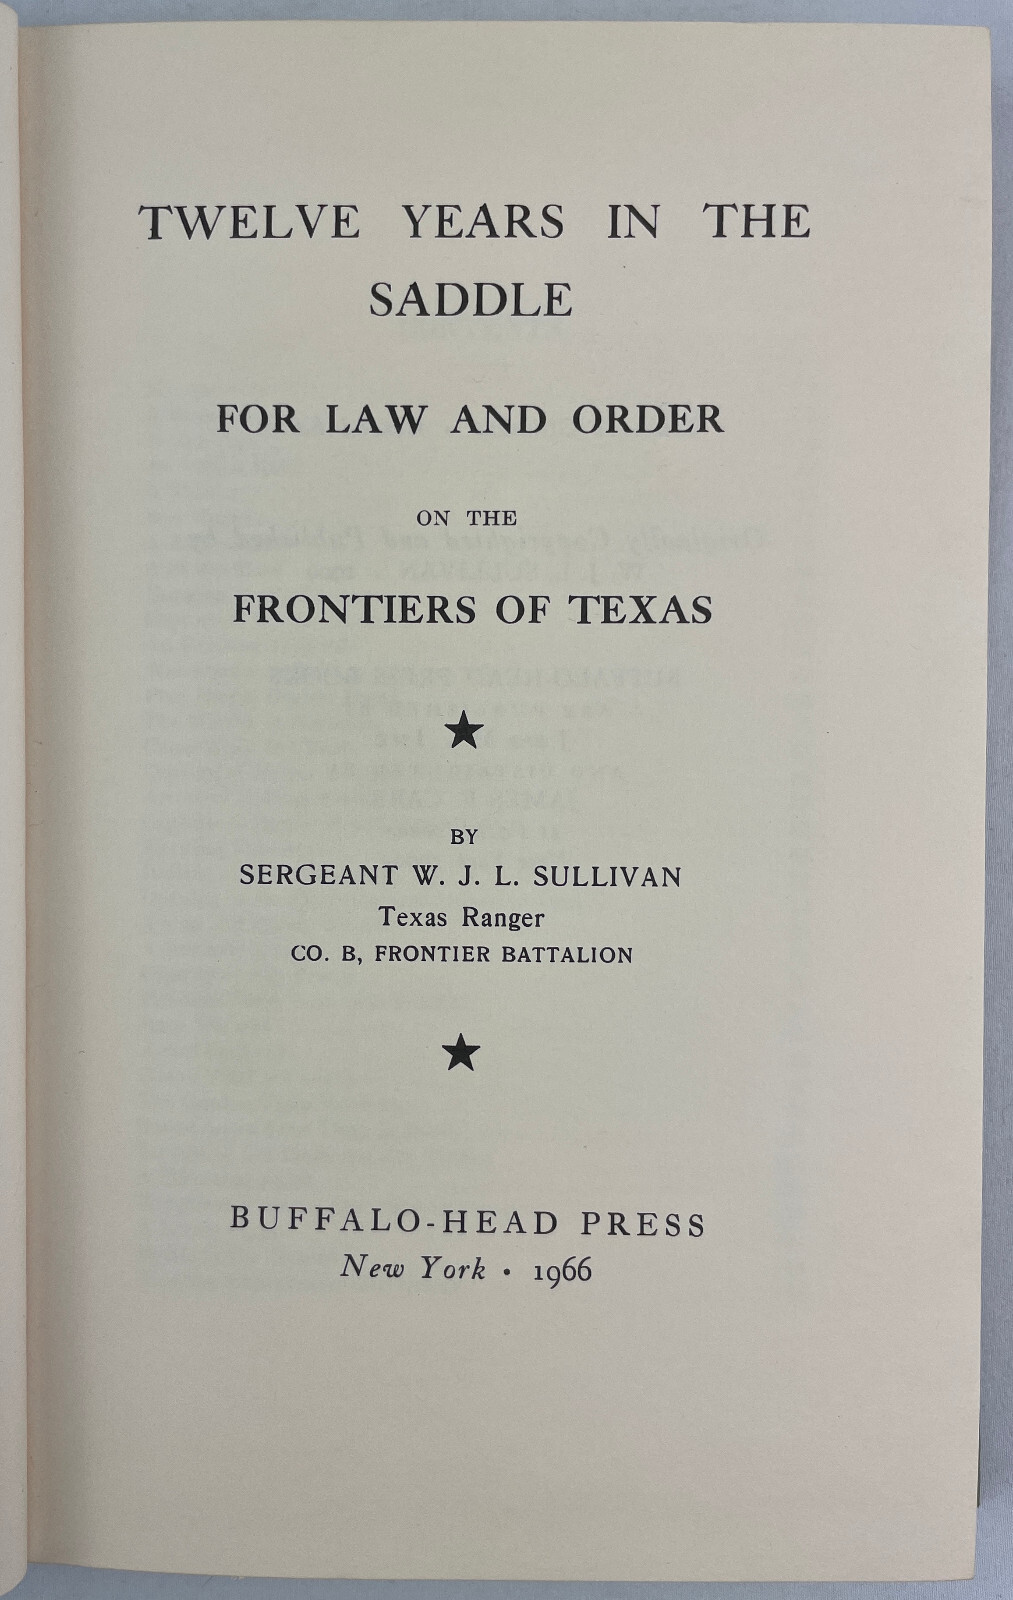 TWELVE YEARS IN THE
SADDLE
FOR LAW AND ORDER
ON THE
FRONTIERS OF TEXAS
BY
SERGEANT W. J. L. SULLIVAN
Texas Ranger
CO. B, FRONTIER BATTALION
BUFFALO-HEAD PRESS
New York • 1966